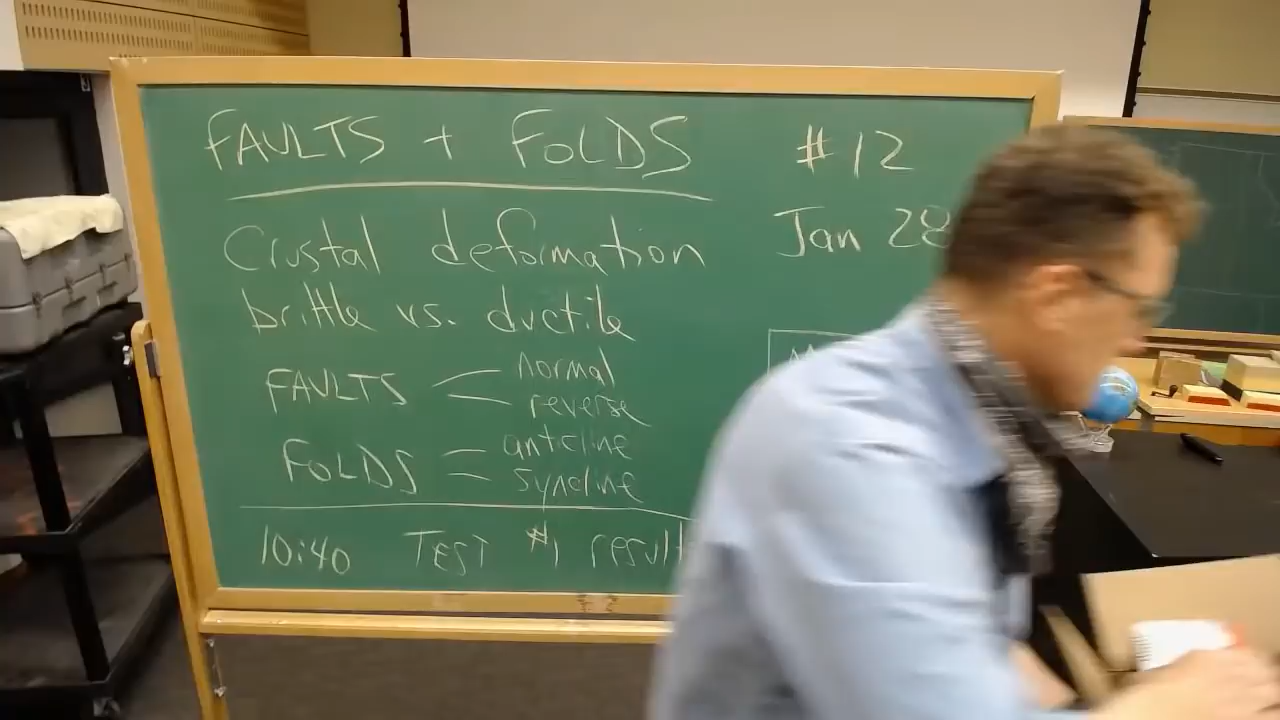 FAULTS + FOLDS
#12
Jan 28
Crustal deformation
brittle vs. ductile
FAULTS normal
reverse
FOLDS anticline
syncline
10:40 TEST #1 result